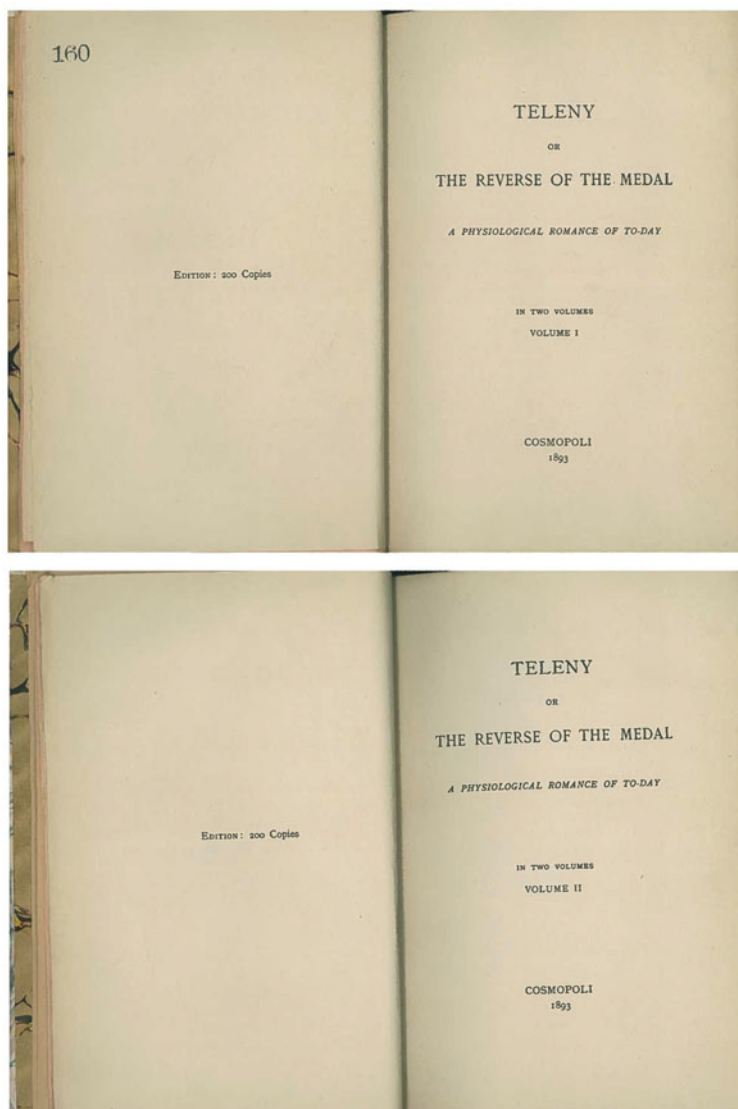 160
Edition: 200 Copies
TELENY
OR
THE REVERSE OF THE MEDAL
A PHYSIOLOGICAL ROMANCE OF TO-DAY
IN TWO VOLUMES
VOLUME I
COSMOPOLI
1893
Edition: 200 Copies
TELENY
OR
THE REVERSE OF THE MEDAL
A PHYSIOLOGICAL ROMANCE OF TO-DAY
IN TWO VOLUMES
VOLUME II
COSMOPOLI
1893